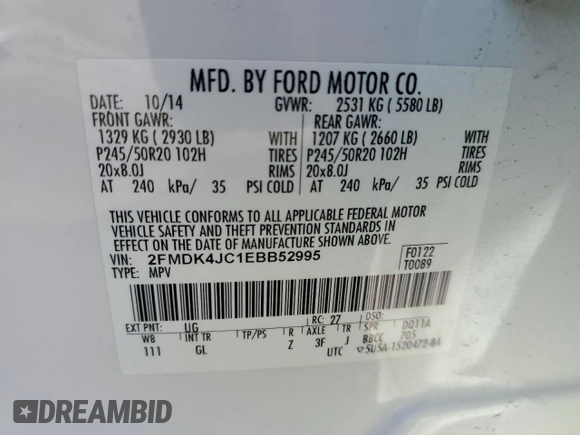 MFD. BY FORD MOTOR CO.
DATE: 10/14 GVWR: 2531 KG ( 5580 LB)
FRONT GAWR: REAR GAWR:
1329 KG ( 2930 LB) WITH 1207 KG ( 2660 LB) WITH
P245/50R20 102H TIRES P245/50R20 102H TIRES
20x8.0J RIMS 20x8.0J RIMS
AT 240 kPa/ 35 PSI COLD AT 240 kPa/ 35 PSI COLD
THIS VEHICLE CONFORMS TO ALL APPLICABLE FEDERAL MOTOR
VEHICLE SAFETY AND THEFT PREVENTION STANDARDS IN
EFFECT ON THE DATE OF MANUFACTURE SHOWN ABOVE.
VIN: 2FMDK4JC1EBB52995 F0122
TYPE: MPV T0089
EXT PNT: UG RC: 27 DSO:
WB INT TR TP/PS R AXLE TR SPR DQ11A
111 GL Z 3F J BBCC 705
UTC 5U5A-1520472-BA
DREAMBID